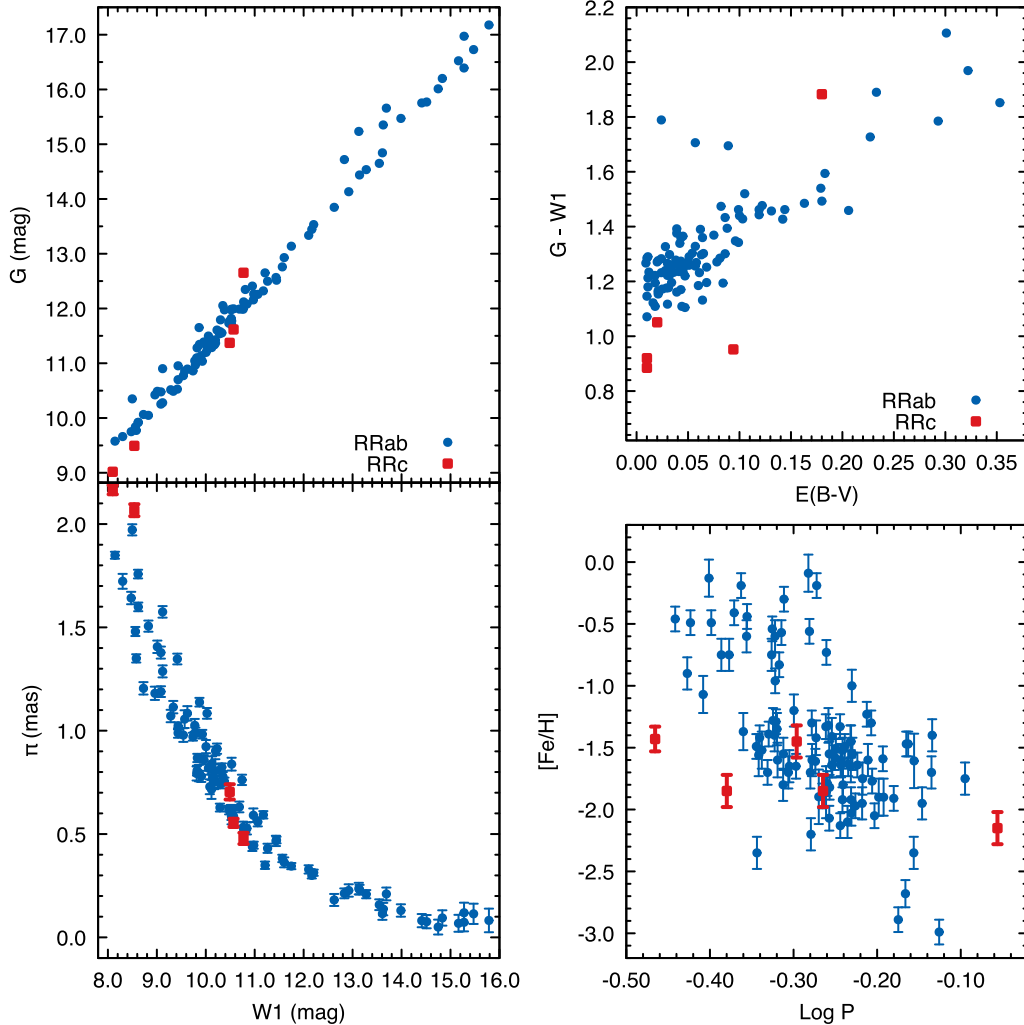 17.0
16.0
15.0
14.0
13.0
12.0
11.0
10.0
9.0
G (mag)
RRab
RRc
2.0
1.5
1.0
0.5
0.0
π (mas)
8.0 9.0 10.0 11.0 12.0 13.0 14.0 15.0 16.0
W1 (mag)
2.2
2.0
1.8
1.6
1.4
1.2
1.0
0.8
G - W1
RRab
RRc
0.00 0.05 0.10 0.15 0.20 0.25 0.30 0.35
E(B-V)
0.0
-0.5
-1.0
-1.5
-2.0
-2.5
-3.0
[Fe/H]
-0.50 -0.40 -0.30 -0.20 -0.10
Log P